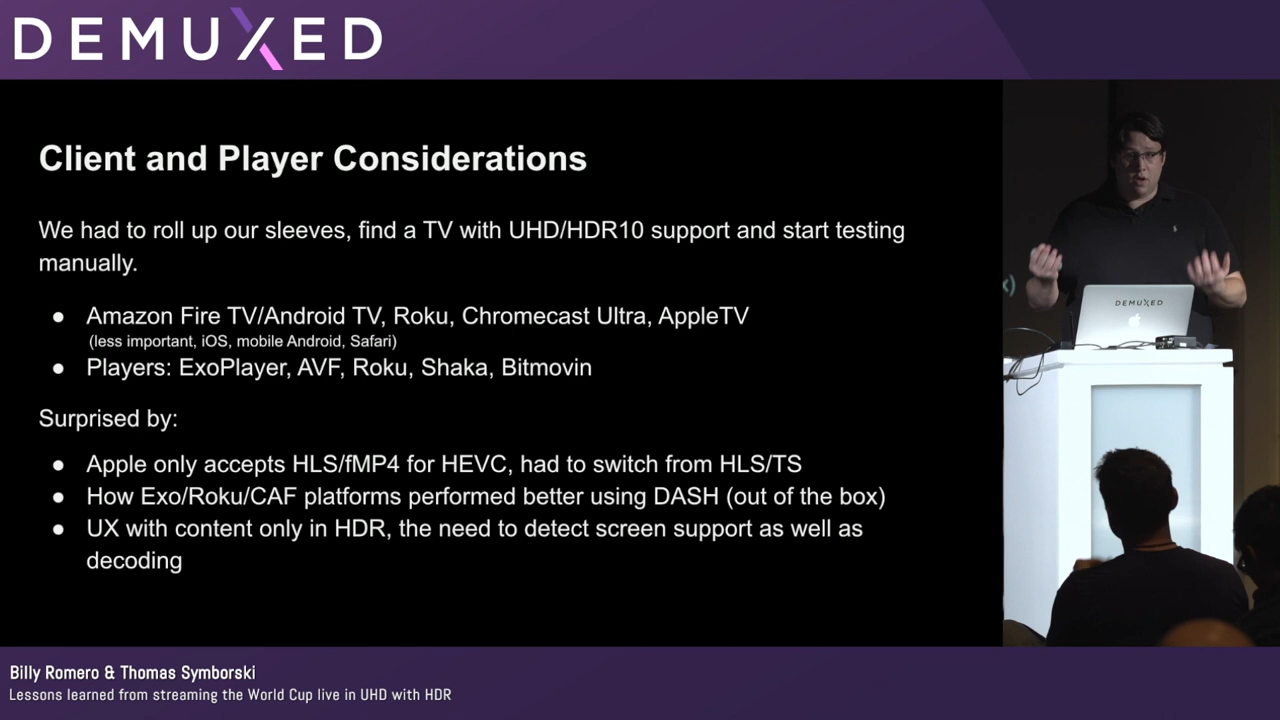 DEMUXED
Client and Player Considerations
We had to roll up our sleeves, find a TV with UHD/HDR10 support and start testing
manually.
● Amazon Fire TV/Android TV, Roku, Chromecast Ultra, AppleTV
(less important, iOS, mobile Android, Safari)
● Players: ExoPlayer, AVF, Roku, Shaka, Bitmovin
Surprised by:
● Apple only accepts HLS/fMP4 for HEVC, had to switch from HLS/TS
● How Exo/Roku/CAF platforms performed better using DASH (out of the box)
● UX with content only in HDR, the need to detect screen support as well as
decoding
DEMUXED
Billy Romero & Thomas Symborski
Lessons learned from streaming the World Cup live in UHD with HDR